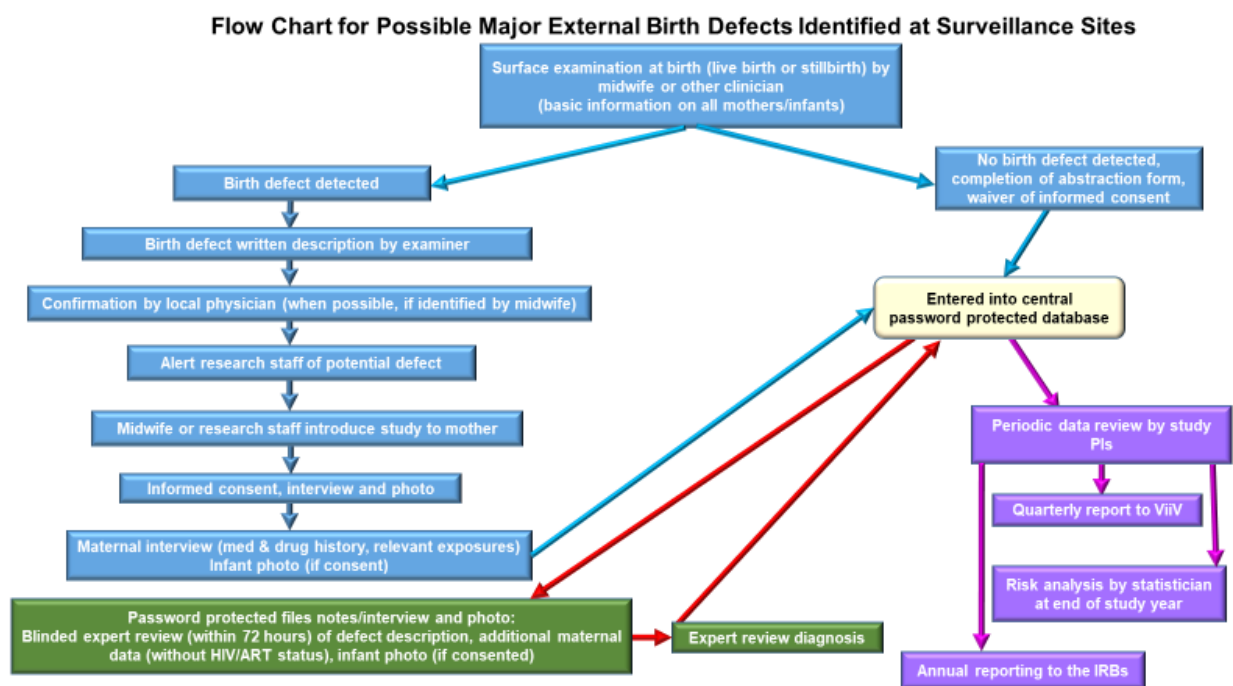 Flow Chart for Possible Major External Birth Defects Identified at Surveillance Sites
Surface examination at birth (live birth or stillbirth) by
midwife or other clinician
(basic information on all mothers/infants)
Birth defect detected
No birth defect detected,
completion of abstraction form,
waiver of informed consent
Birth defect written description by examiner
Confirmation by local physician (when possible, if identified by midwife)
Entered into central
password protected database
Alert research staff of potential defect
Midwife or research staff introduce study to mother
Informed consent, interview and photo
Maternal interview (med & drug history, relevant exposures)
Infant photo (if consent)
Periodic data review by study
PIs
Quarterly report to ViiV
Risk analysis by statistician
at end of study year
Password protected files notes/interview and photo:
Blinded expert review (within 72 hours) of defect description, additional maternal
data (without HIV/ART status), infant photo (if consented)
Expert review diagnosis
Annual reporting to the IRBs